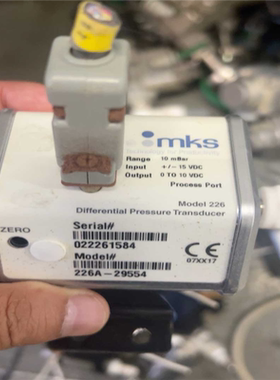 mks
Range 10 mBar
Input +/- 15 VDC
Output 0 TO 10 VDC
Process Port
Model 226
Differential Pressure Transducer
ZERO
Serial#
022261584
Model#
226A-29554
CE
07XX17